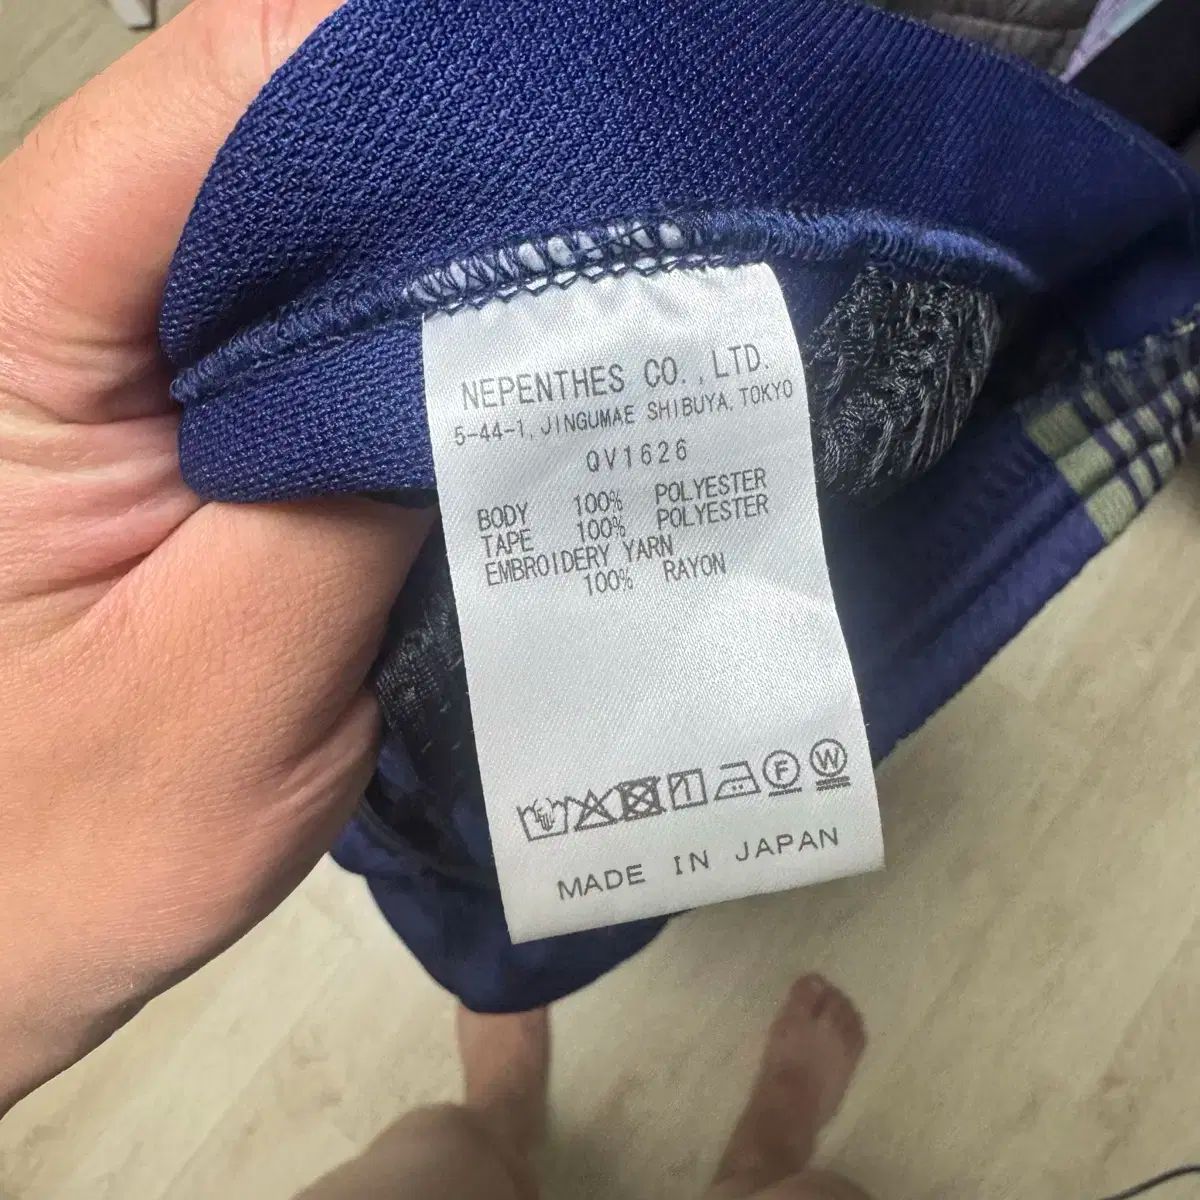 NEPENTHES CO.,LTD.
5-44-1, JINGUMAE SHIBUYA, TOKYO
QV1626
BODY 100% POLYESTER
TAPE 100% POLYESTER
EMBROIDERY YARN
100% RAYON
F W
MADE IN JAPAN